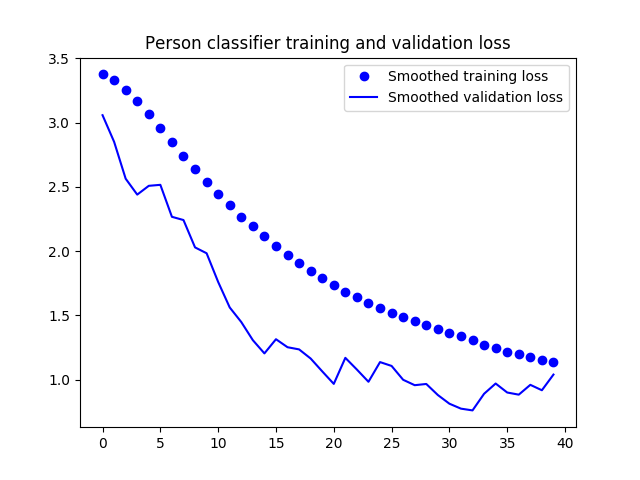 Person classifier training and validation loss
Smoothed training loss
Smoothed validation loss
3.5
3.0
2.5
2.0
1.5
1.0
0 5 10 15 20 25 30 35 40